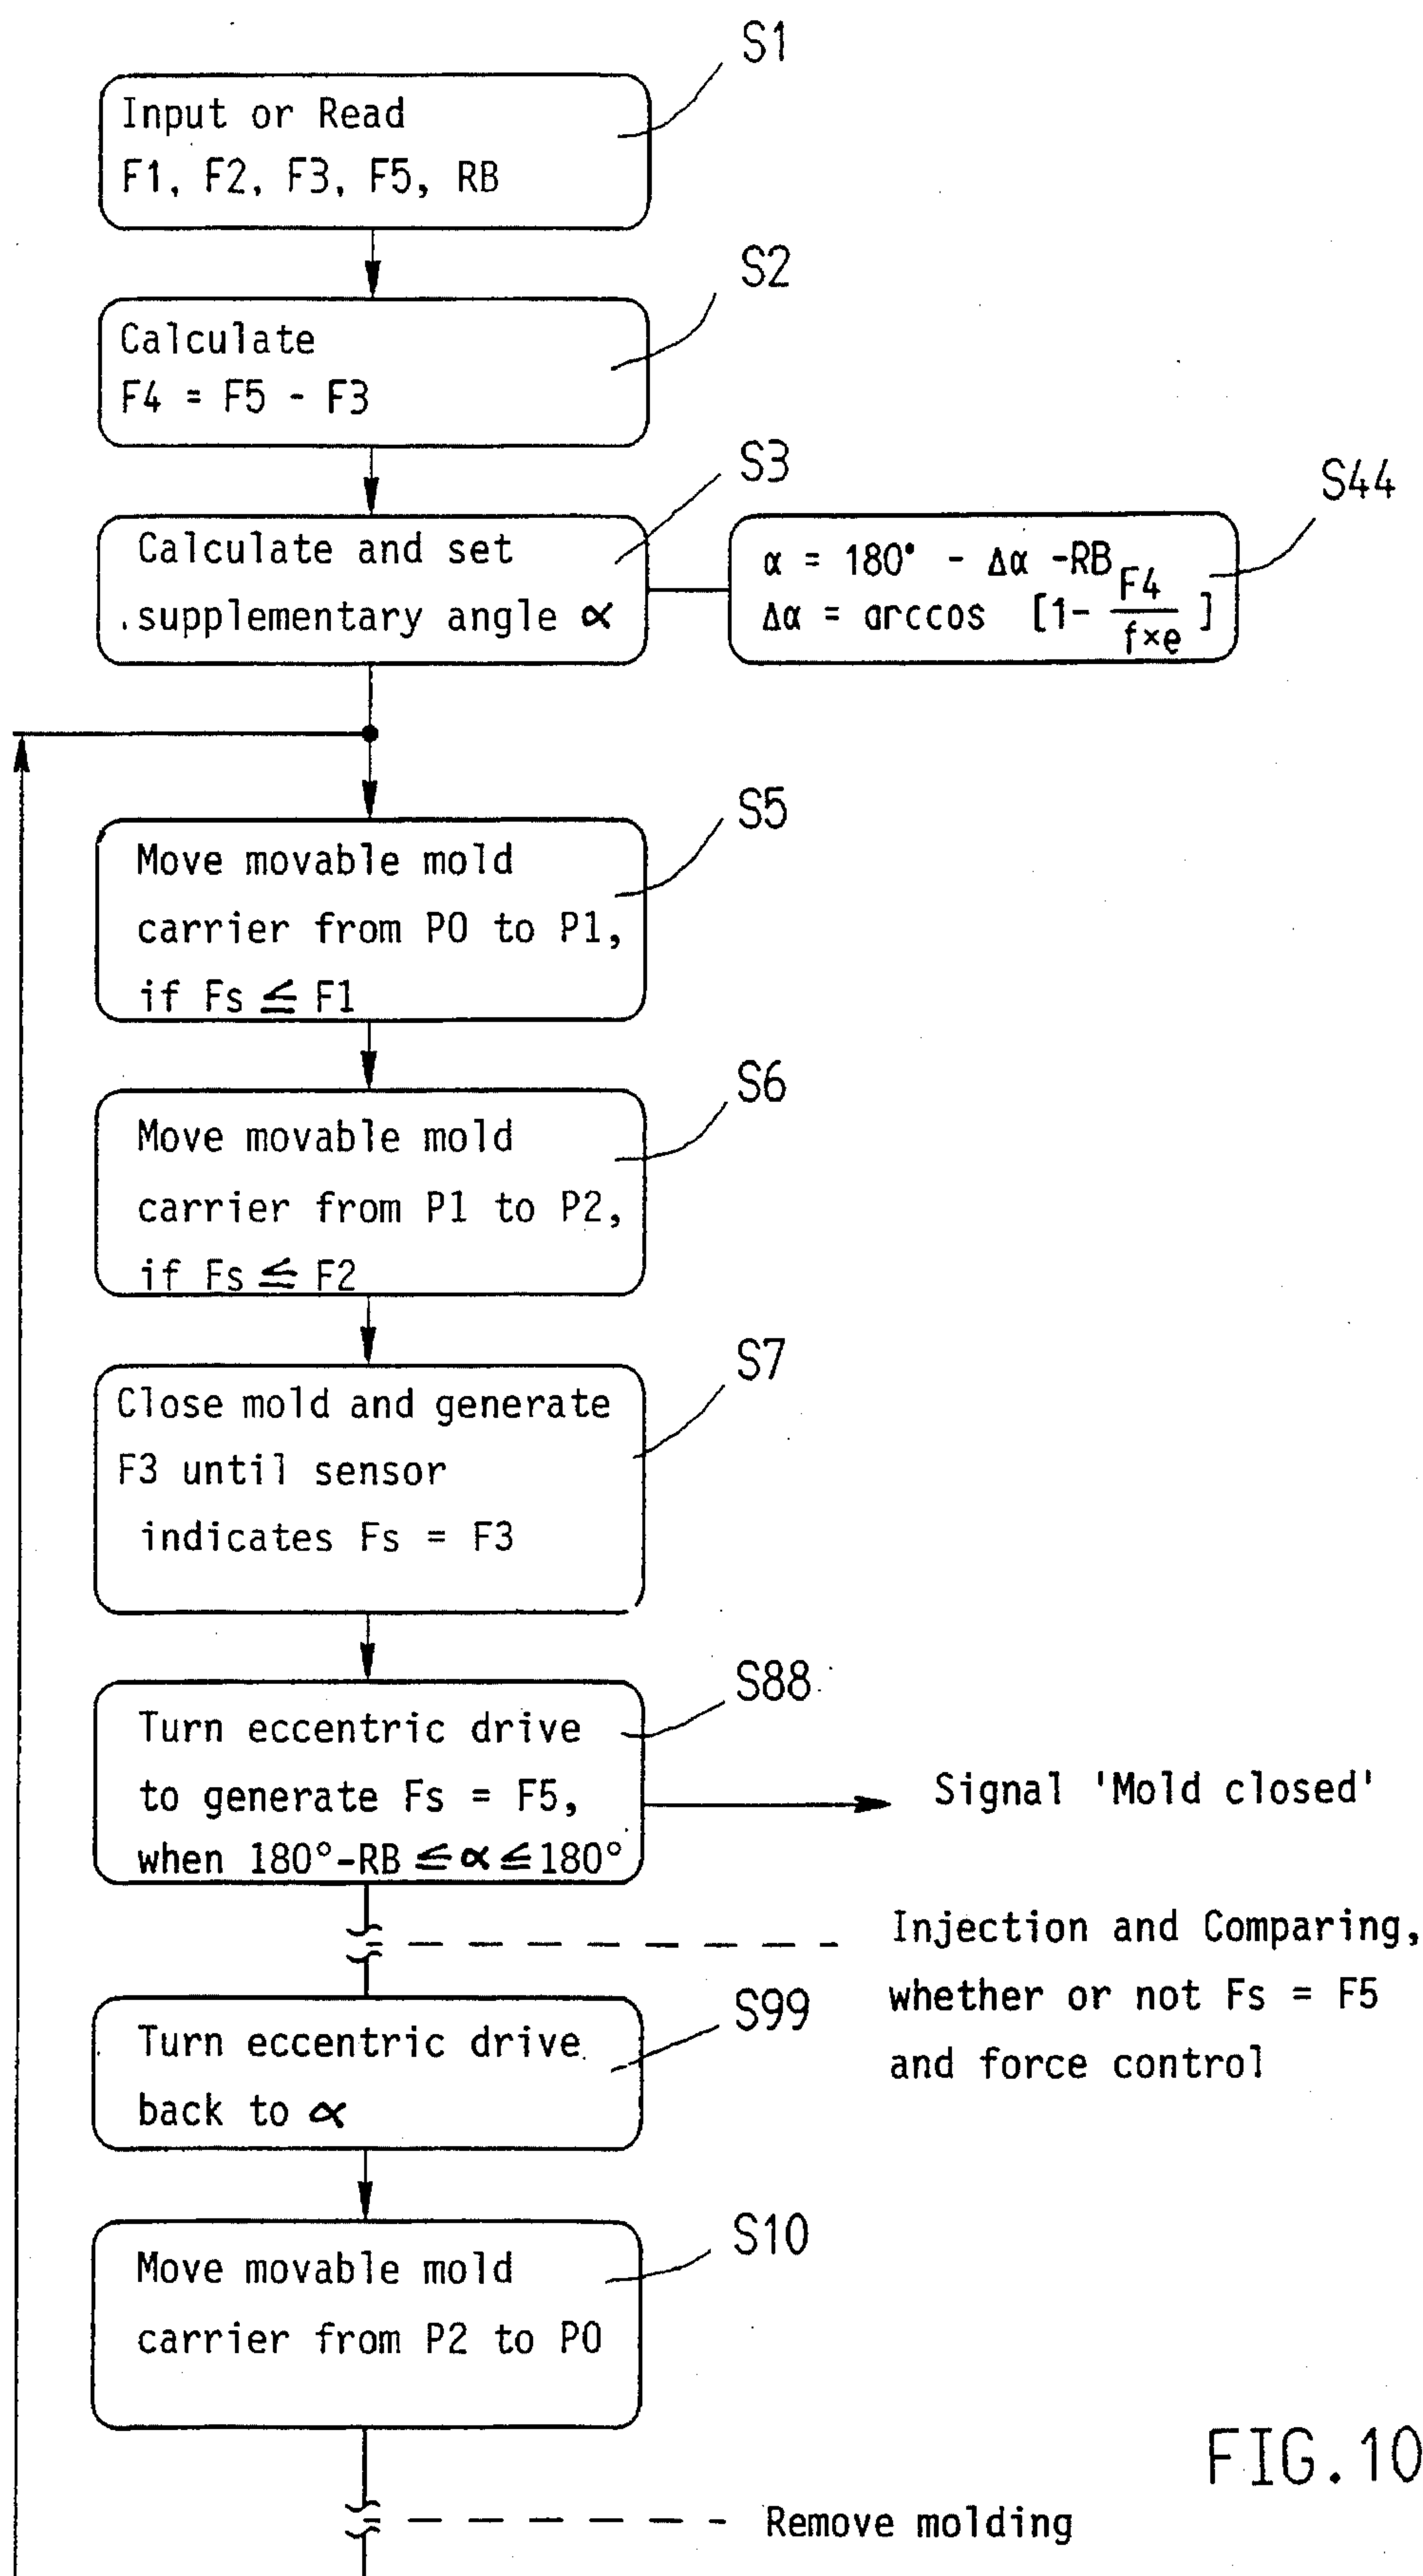 S1
Input or Read
F1, F2, F3, F5, RB
S2
Calculate
F4 = F5 - F3
S3
Calculate and set
supplementary angle α
S44
α = 180° - Δα -RB
Δα = arccos [1- F4/f×e ]
S5
Move movable mold
carrier from P0 to P1,
if Fs ≦ F1
S6
Move movable mold
carrier from P1 to P2,
if Fs ≦ F2
S7
Close mold and generate
F3 until sensor
indicates Fs = F3
S88
Turn eccentric drive
to generate Fs = F5,
when 180°-RB ≦ α ≦ 180°
Signal 'Mold closed'
Injection and Comparing,
whether or not Fs = F5
and force control
S99
Turn eccentric drive
back to α
S10
Move movable mold
carrier from P2 to P0
FIG.10
Remove molding